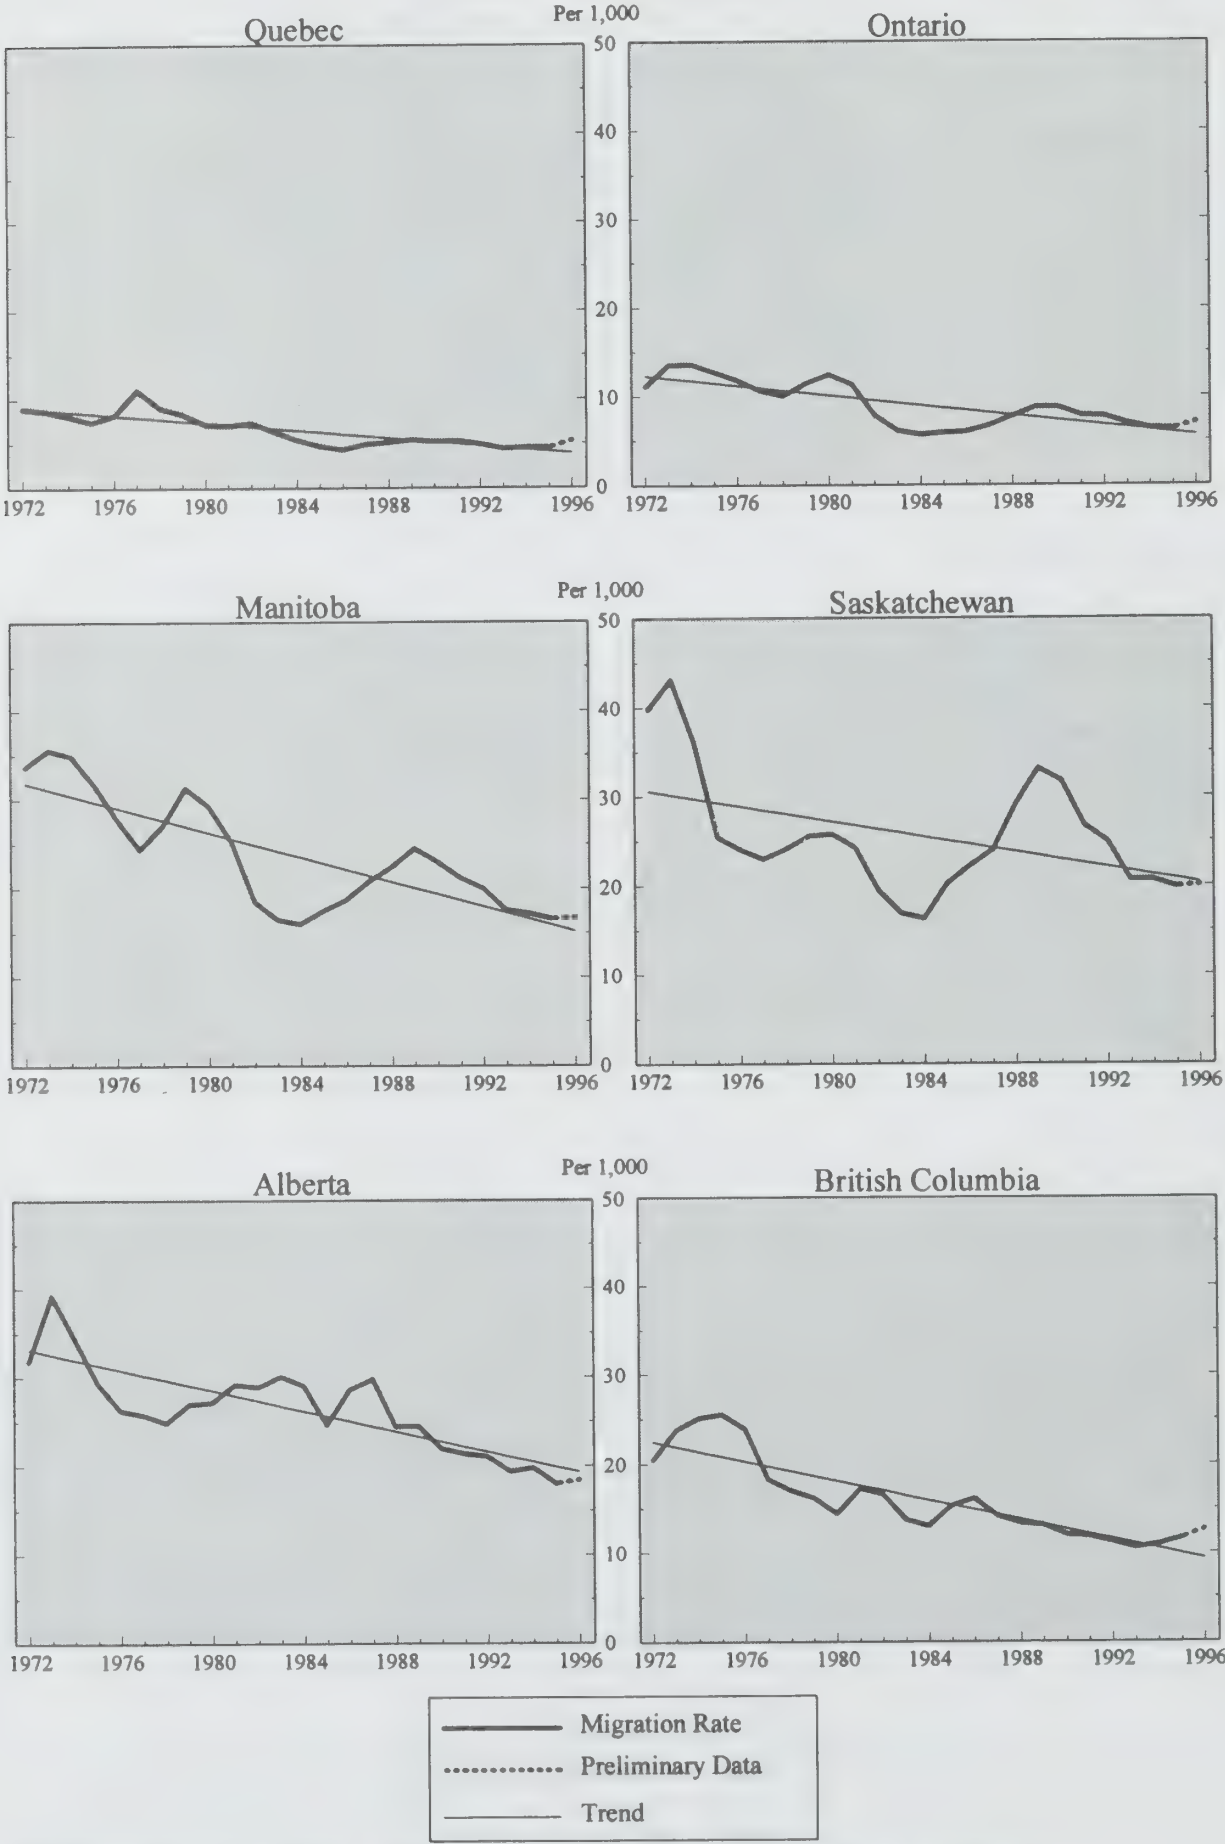 Per 1,000
Quebec
Ontario
50
40
30
20
10
0
1972 1976 1980 1984 1988 1992 1996
1972 1976 1980 1984 1988 1992 1996
Per 1,000
Manitoba
Saskatchewan
50
40
30
20
10
0
1972 1976 1980 1984 1988 1992 1996
1972 1976 1980 1984 1988 1992 1996
Per 1,000
Alberta
British Columbia
50
40
30
20
10
0
1972 1976 1980 1984 1988 1992 1996
1972 1976 1980 1984 1988 1992 1996
Migration Rate
Preliminary Data
Trend